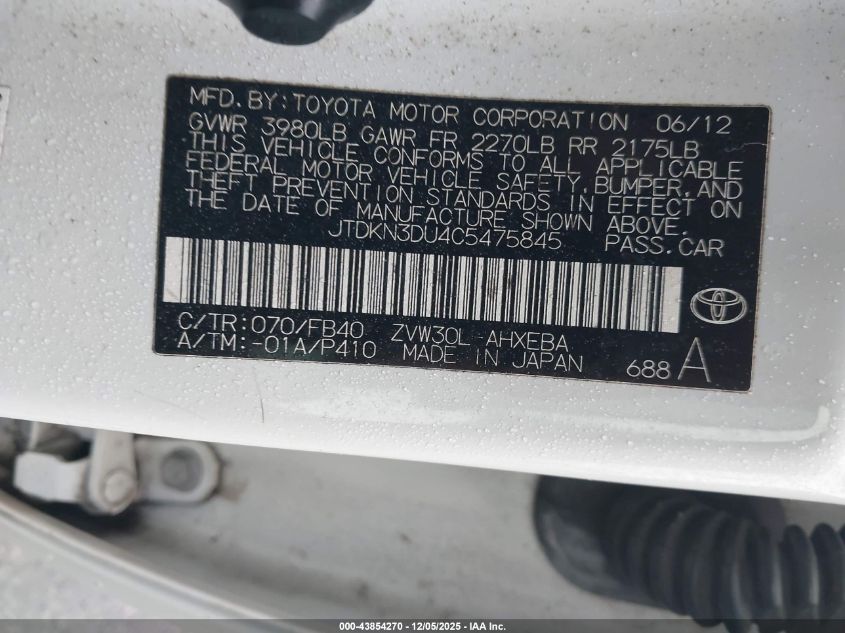 MFD. BY: TOYOTA MOTOR CORPORATION 06/12
GVWR 3980LB GAWR FR 2270LB RR 2175LB
THIS VEHICLE CONFORMS TO ALL APPLICABLE
FEDERAL MOTOR VEHICLE SAFETY, BUMPER, AND
THEFT PREVENTION STANDARDS IN EFFECT ON
THE DATE OF MANUFACTURE SHOWN ABOVE.
JTDKN3DU4C5475845 PASS. CAR
C/TR: 070/FB40 ZVW30L -AHXEBA
A/TM: -01A/P410 MADE IN JAPAN 688 A
000-43854270 - 12/05/2025 - IAA Inc.